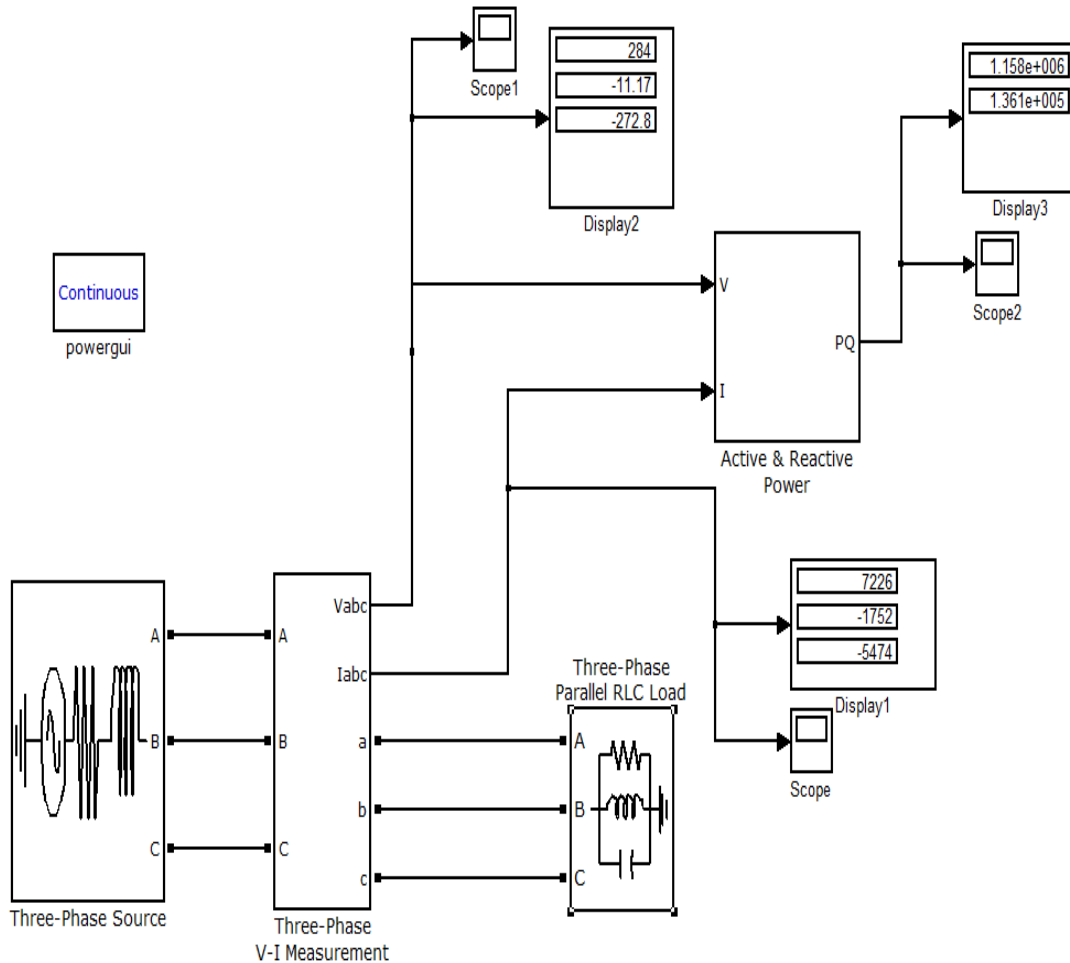 Scope1
284
-11.17
-272.8
Display2
1.158e+006
1.361e+005
Display3
Scope2
Continuous
powergui
V
I
PQ
Active & Reactive
Power
7226
-1752
-5474
Display1
Scope
A
B
C
Three-Phase Source
A
B
C
Vabc
Iabc
a
b
c
Three-Phase
V-I Measurement
Three-Phase
Parallel RLC Load
A
B
C